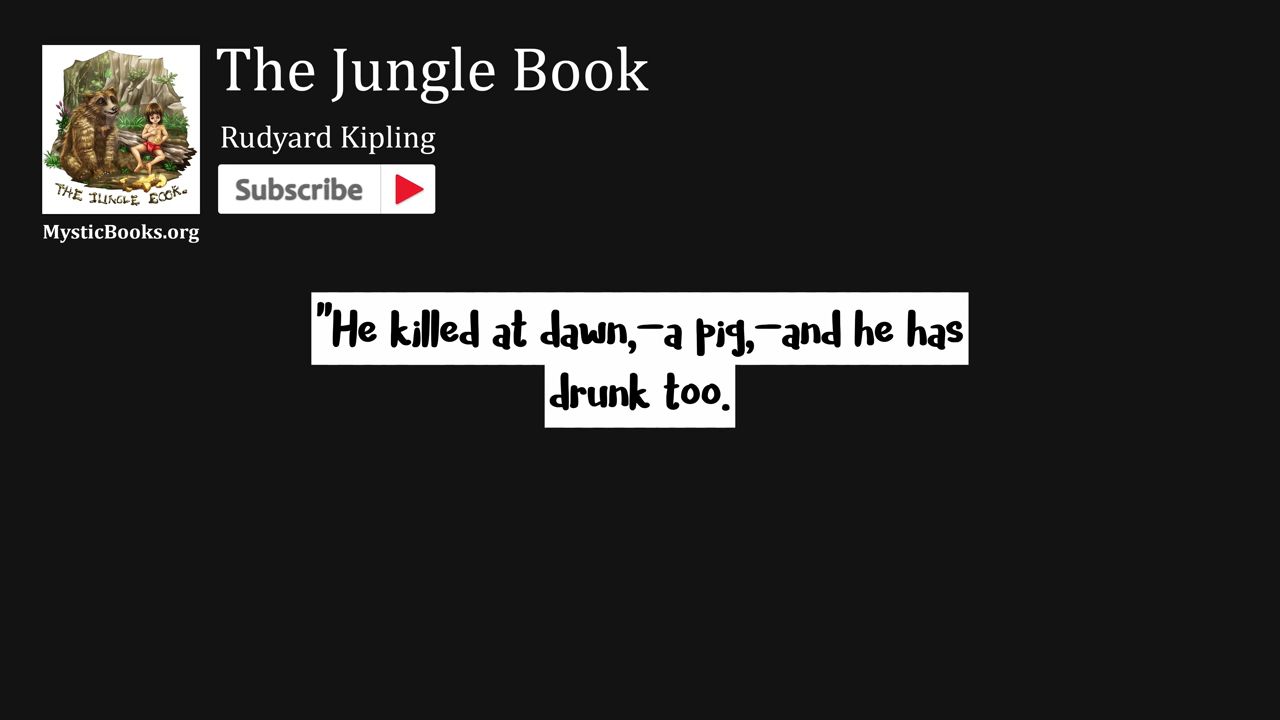 The Jungle Book
Rudyard Kipling
Subscribe
THE JUNGLE BOOK.
MysticBooks.org
"He killed at dawn,—a pig,—and he has
drunk too.